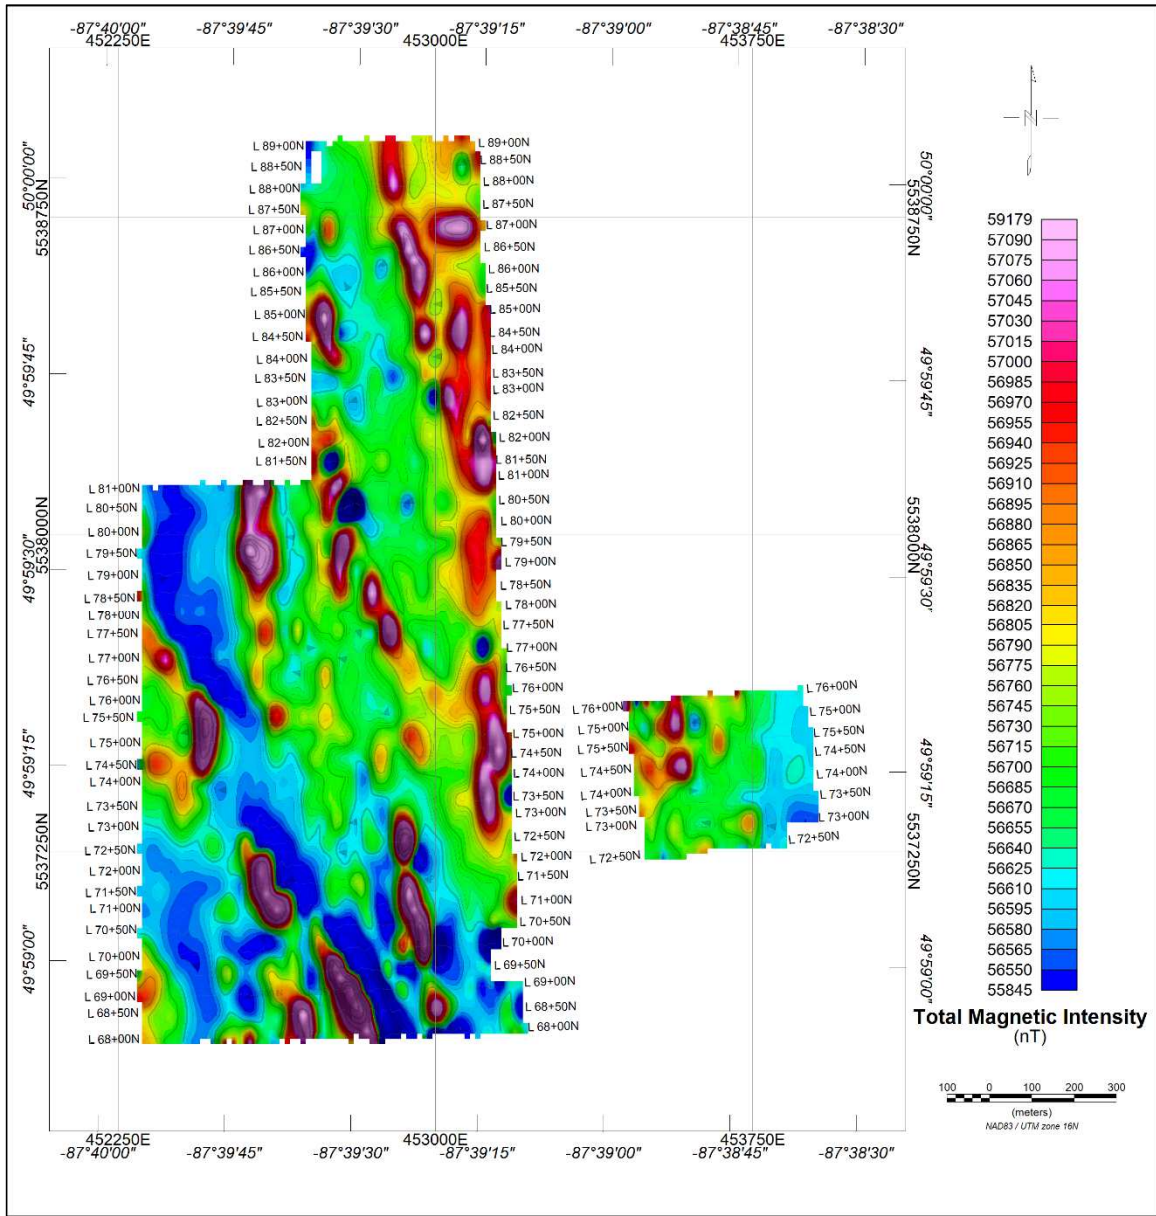 -87°40'00" -87°39'45" -87°39'30" -87°39'15" -87°39'00" -87°38'45" -87°38'30"
452250E 453000E 453750E
50°00'00"
5538750N
49°59'45"
5538000N
49°59'30"
49°59'15"
5537250N
49°59'00"
L 89+00N
L 88+50N
L 88+00N
L 87+50N
L 87+00N
L 86+50N
L 86+00N
L 85+50N
L 85+00N
L 84+50N
L 84+00N
L 83+50N
L 83+00N
L 82+50N
L 82+00N
L 81+50N
L 81+00N
L 80+50N
L 80+00N
L 79+50N
L 79+00N
L 78+50N
L 78+00N
L 77+50N
L 77+00N
L 76+50N
L 76+00N
L 75+50N
L 75+00N
L 74+50N
L 74+00N
L 73+50N
L 73+00N
L 72+50N
L 72+00N
L 71+50N
L 71+00N
L 70+50N
L 70+00N
L 69+50N
L 69+00N
L 68+50N
L 68+00N
L 89+00N
L 88+50N
L 88+00N
L 87+50N
L 87+00N
L 86+50N
L 86+00N
L 85+50N
L 85+00N
L 84+50N
L 84+00N
L 83+50N
L 83+00N
L 82+50N
L 82+00N
L 81+50N
L 81+00N
L 80+50N
L 80+00N
L 79+50N
L 79+00N
L 78+50N
L 78+00N
L 77+50N
L 77+00N
L 76+50N
L 76+00N
L 75+50N
L 75+00N
L 74+50N
L 74+00N
L 73+50N
L 73+00N
L 72+50N
L 72+00N
L 71+50N
L 71+00N
L 70+50N
L 70+00N
L 69+50N
L 69+00N
L 68+50N
L 68+00N
L 76+00N
L 75+00N
L 75+50N
L 74+50N
L 74+00N
L 73+50N
L 73+00N
L 72+50N
L 76+00N
L 75+00N
L 75+50N
L 74+50N
L 74+00N
L 73+50N
L 73+00N
L 72+50N
50°00'00"
5538750N
49°59'45"
5538000N
49°59'30"
49°59'15"
5537250N
49°59'00"
N
59179
57090
57075
57060
57045
57030
57015
57000
56985
56970
56955
56940
56925
56910
56895
56880
56865
56850
56835
56820
56805
56790
56775
56760
56745
56730
56715
56700
56685
56670
56655
56640
56625
56610
56595
56580
56565
56550
55845
Total Magnetic Intensity
(nT)
100 0 100 200 300
(meters)
NAD83 / UTM zone 16N
452250E 453000E 453750E
-87°40'00" -87°39'45" -87°39'30" -87°39'15" -87°39'00" -87°38'45" -87°38'30"